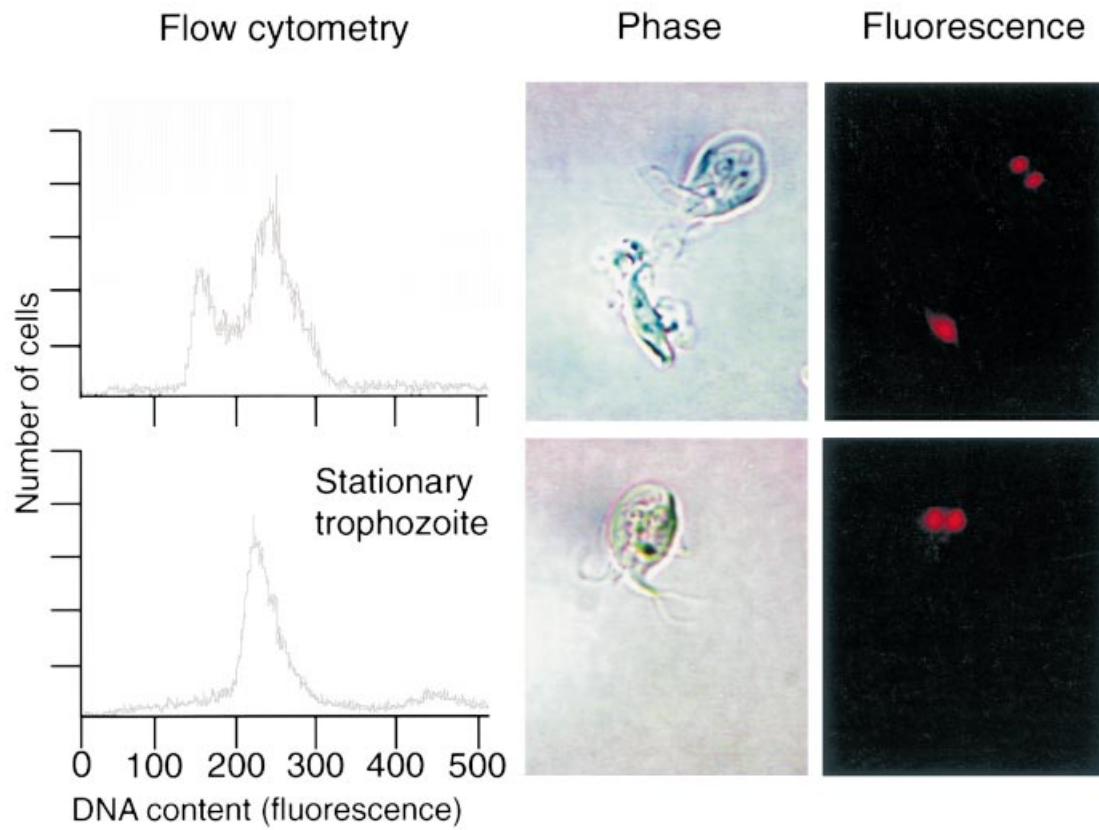 Flow cytometry
Phase
Fluorescence
Number of cells
Stationary
trophozoite
0 100 200 300 400 500
DNA content (fluorescence)